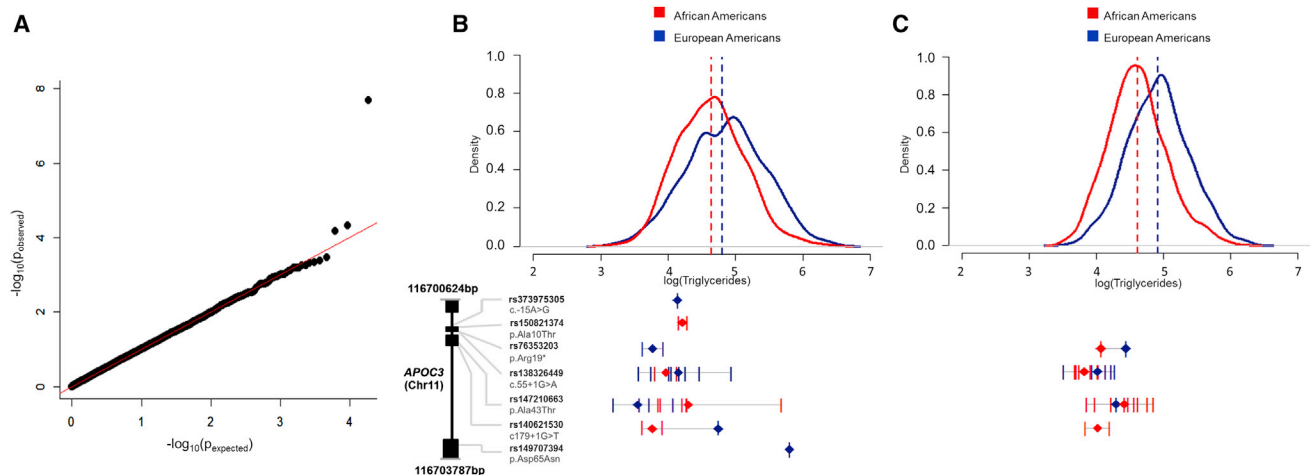 A
8
6
4
2
0
-log10(pobserved)
0
1
2
3
4
-log10(pexpected)
B
African Americans
European Americans
1.0
0.8
0.6
0.4
0.2
0.0
Density
2
3
4
5
6
7
log(Triglycerides)
116700624bp
APOC3
(Chr11)
116703787bp
rs373975305
c.-15A>G
rs150821374
p.Ala10Thr
rs76353203
p.Arg19*
rs138326449
c.55+1G>A
rs147210663
p.Ala43Thr
rs140621530
c179+1G>T
rs149707394
p.Asp65Asn
C
African Americans
European Americans
1.0
0.8
0.6
0.4
0.2
0.0
Density
2
3
4
5
6
7
log(Triglycerides)